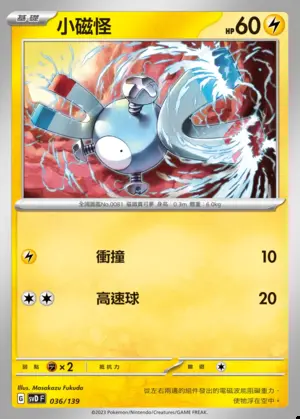 基礎 小磁怪 HP60
全國圖鑑No.0081 磁鐵寶可夢 身高：0.3m 體重：6.0kg
衝撞 10
高速球 20
弱點 ×2 抵抗力 撤退
Illus. Masakazu Fukuda
G svD F 036/139
從左右兩邊的組件發出的電磁波能阻斷重力，
使牠浮在空中。
©2023 Pokémon/Nintendo/Creatures/GAME FREAK.